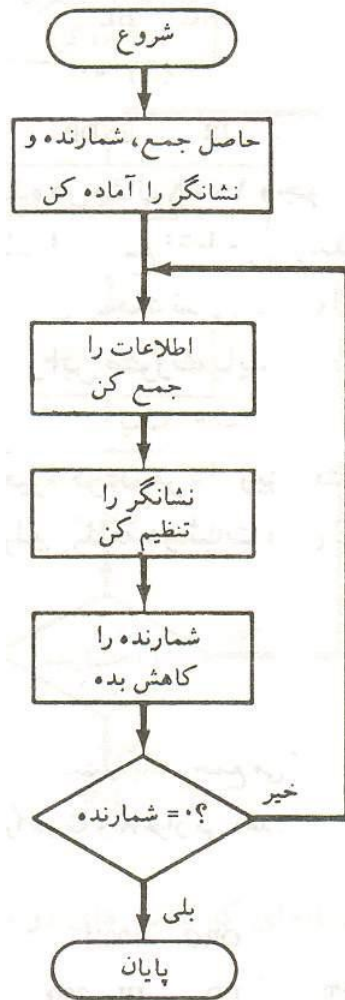 شروع
حاصل جمع، شمارنده و
نشانگر را آماده کن
اطلاعات را
جمع کن
نشانگر را
تنظیم کن
شمارنده را
کاهش بده
شمارنده = ۰؟
خیر
بلی
پایان